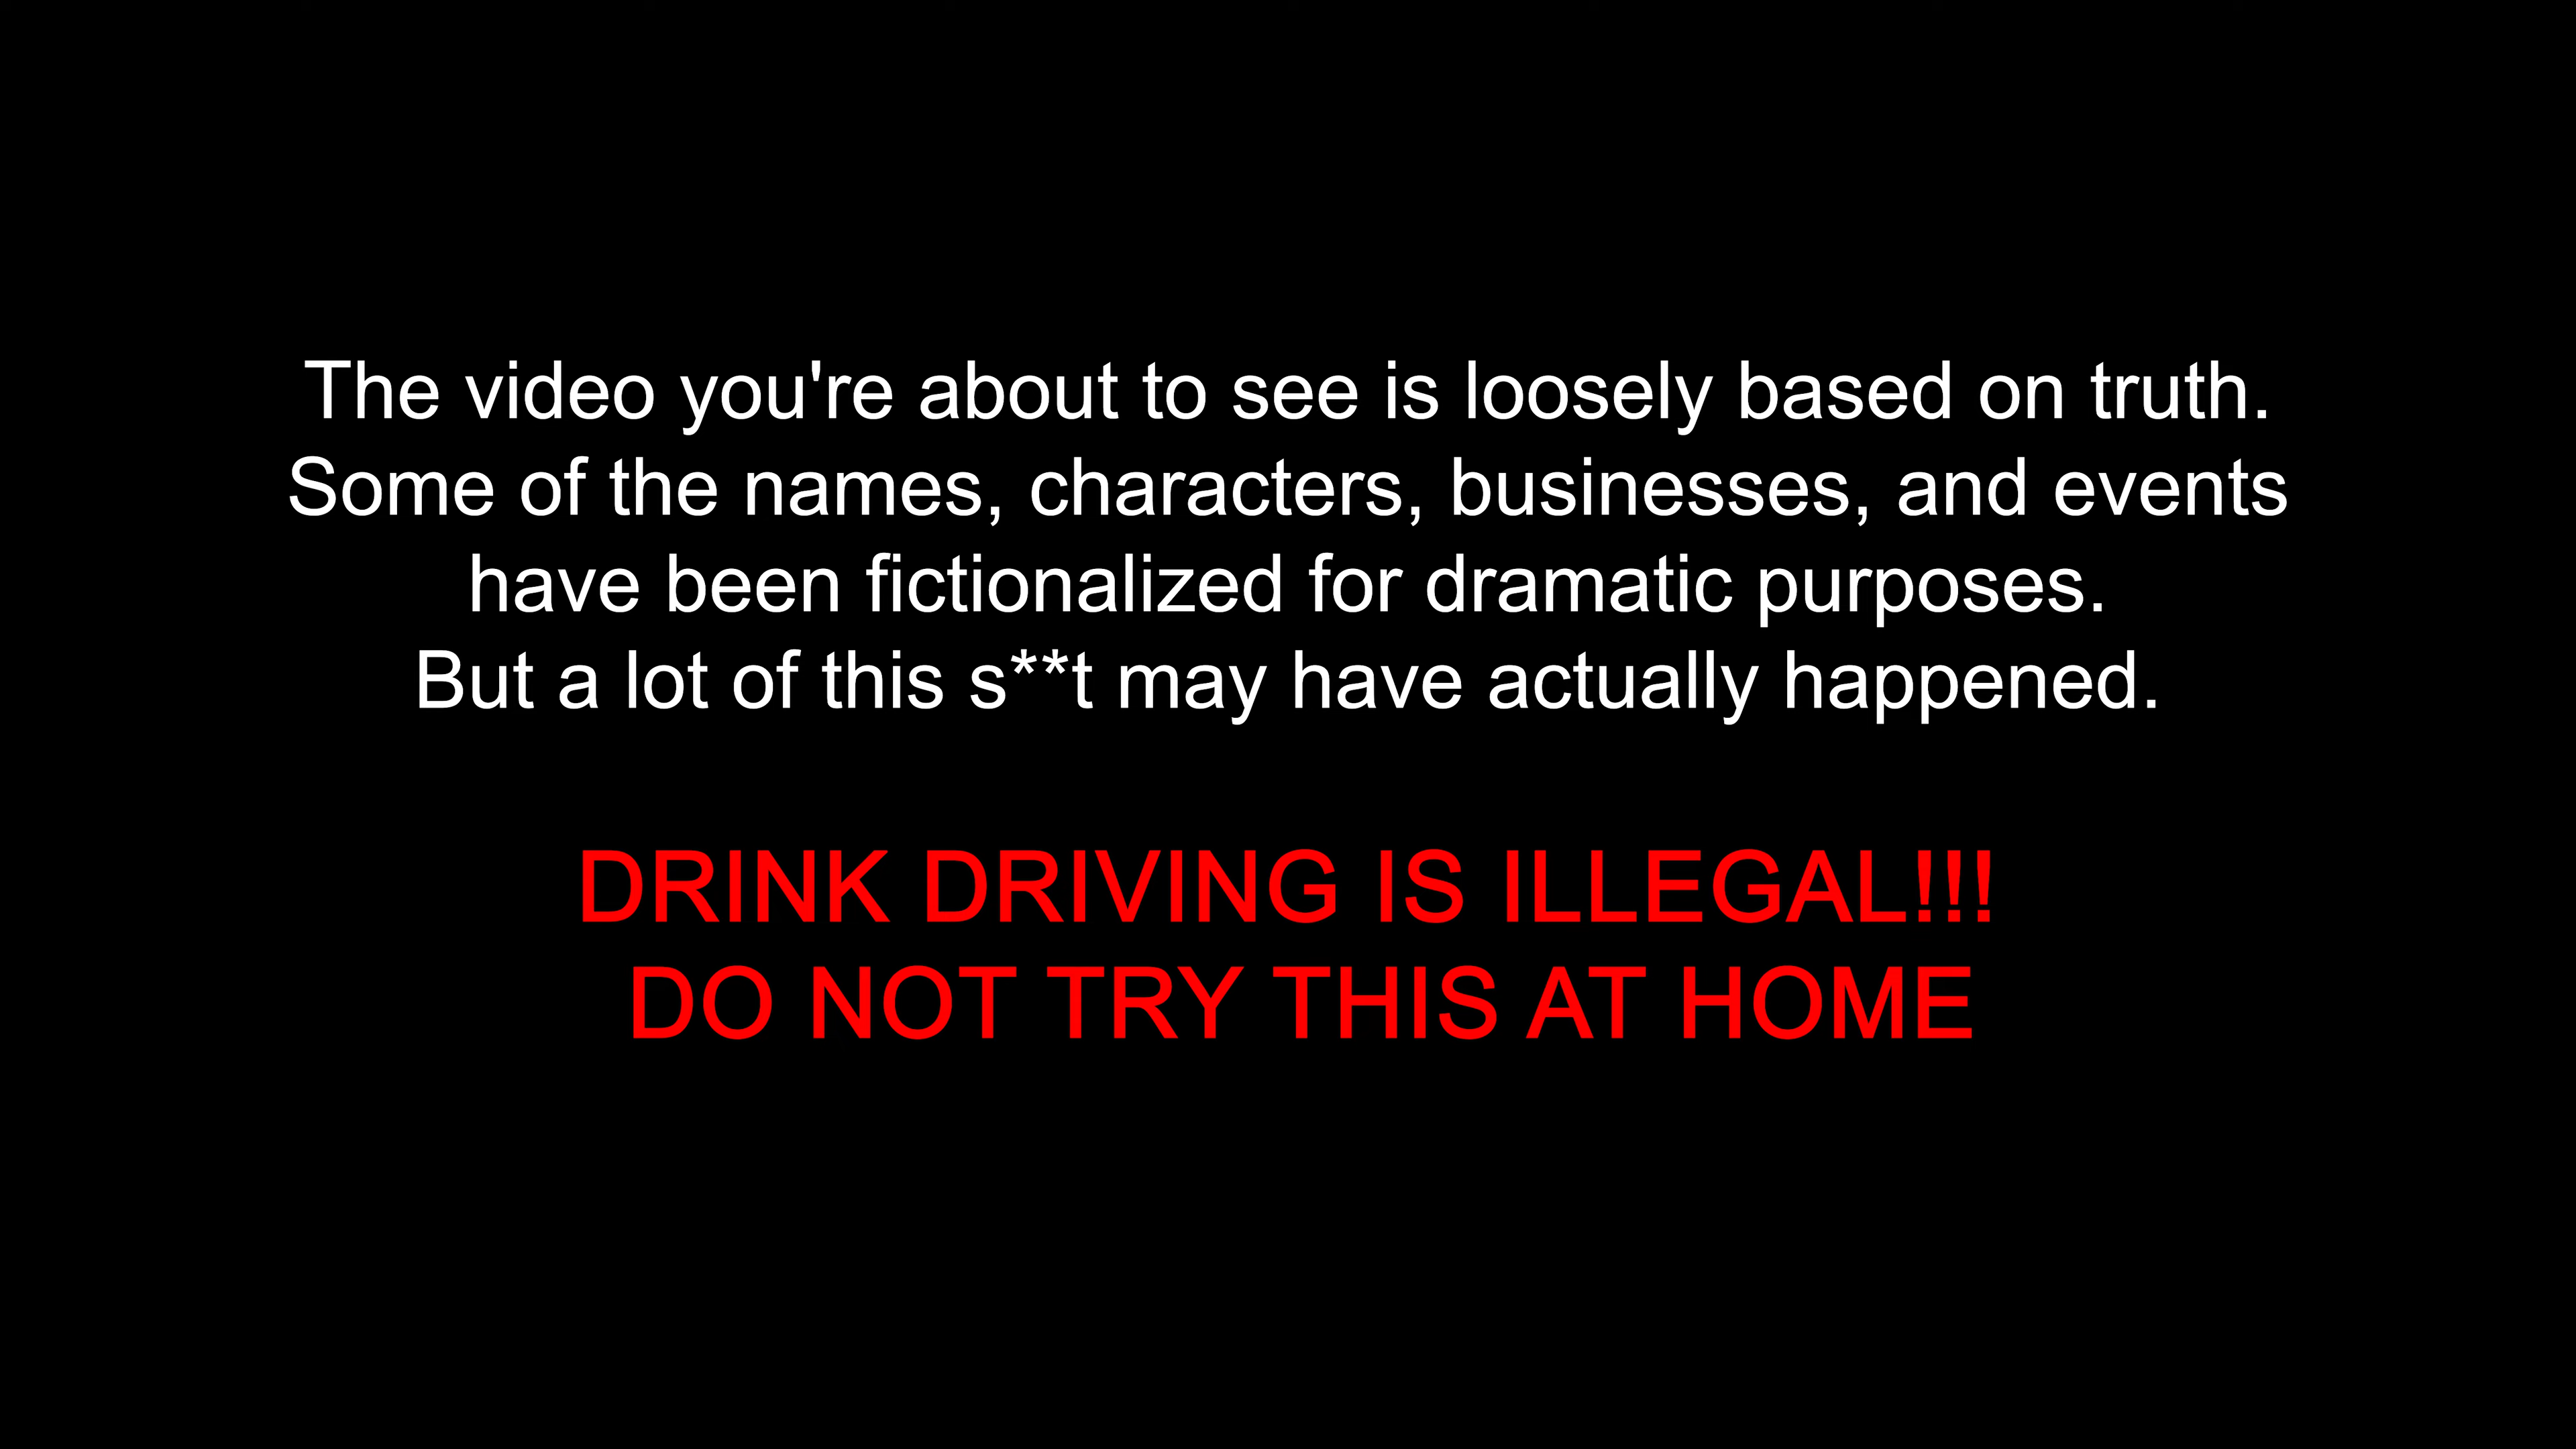 The video you're about to see is loosely based on truth.
Some of the names, characters, businesses, and events
have been fictionalized for dramatic purposes.
But a lot of this s**t may have actually happened.
DRINK DRIVING IS ILLEGAL!!!
DO NOT TRY THIS AT HOME